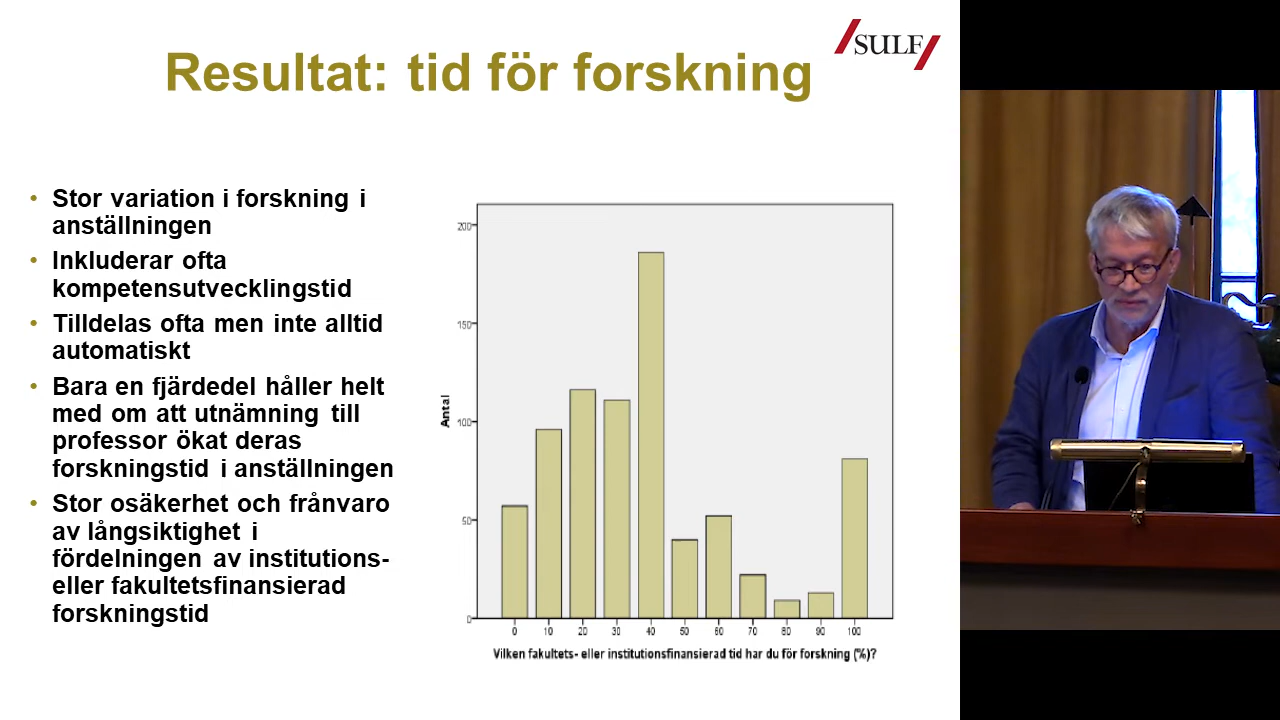 SULF
Resultat: tid för forskning
• Stor variation i forskning i
anställningen
• Inkluderar ofta
kompetensutvecklingstid
• Tilldelas ofta men inte alltid
automatiskt
• Bara en fjärdedel håller helt
med om att utnämning till
professor ökat deras
forskningstid i anställningen
• Stor osäkerhet och frånvaro
av långsiktighet i
fördelningen av institutions-
eller fakultetsfinansierad
forskningstid
Antal
200
150
100
50
0
0 10 20 30 40 50 60 70 80 90 100
Vilken fakultets- eller institutionsfinansierad tid har du för forskning (%)?